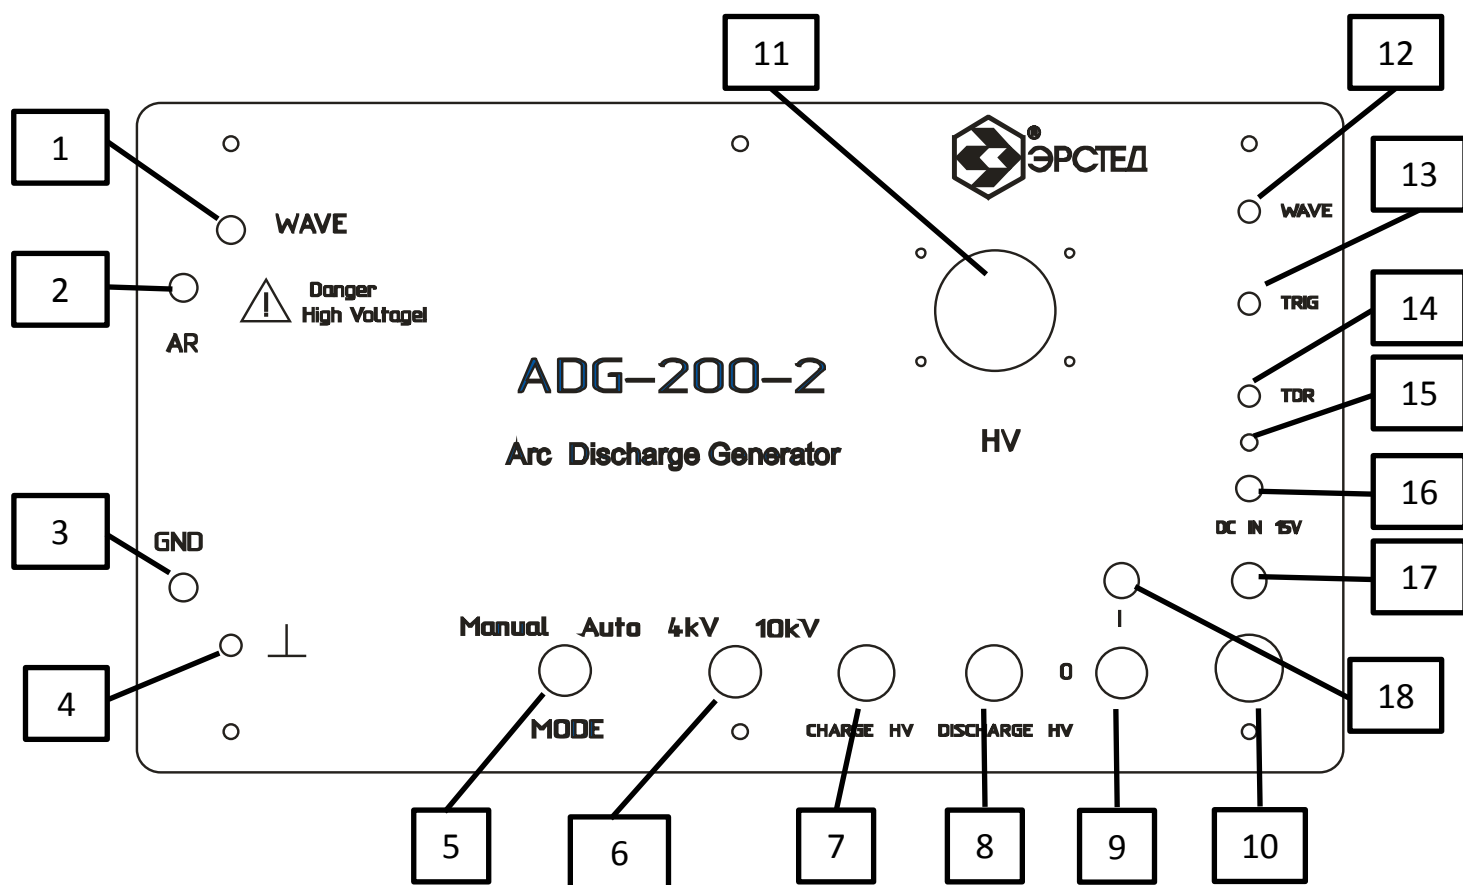 11
12
1
® ЭРСТЕД
13
WAVE
WAVE
2
Danger
High Voltage!
TRIG
14
AR
ADG-200-2
TDR
15
Arc Discharge Generator
HV
16
3
GND
DC IN 15V
17
I
Manual Auto 4kV 10kV
0
18
4
MODE
CHARGE HV DISCHARGE HV
5
6
7
8
9
10